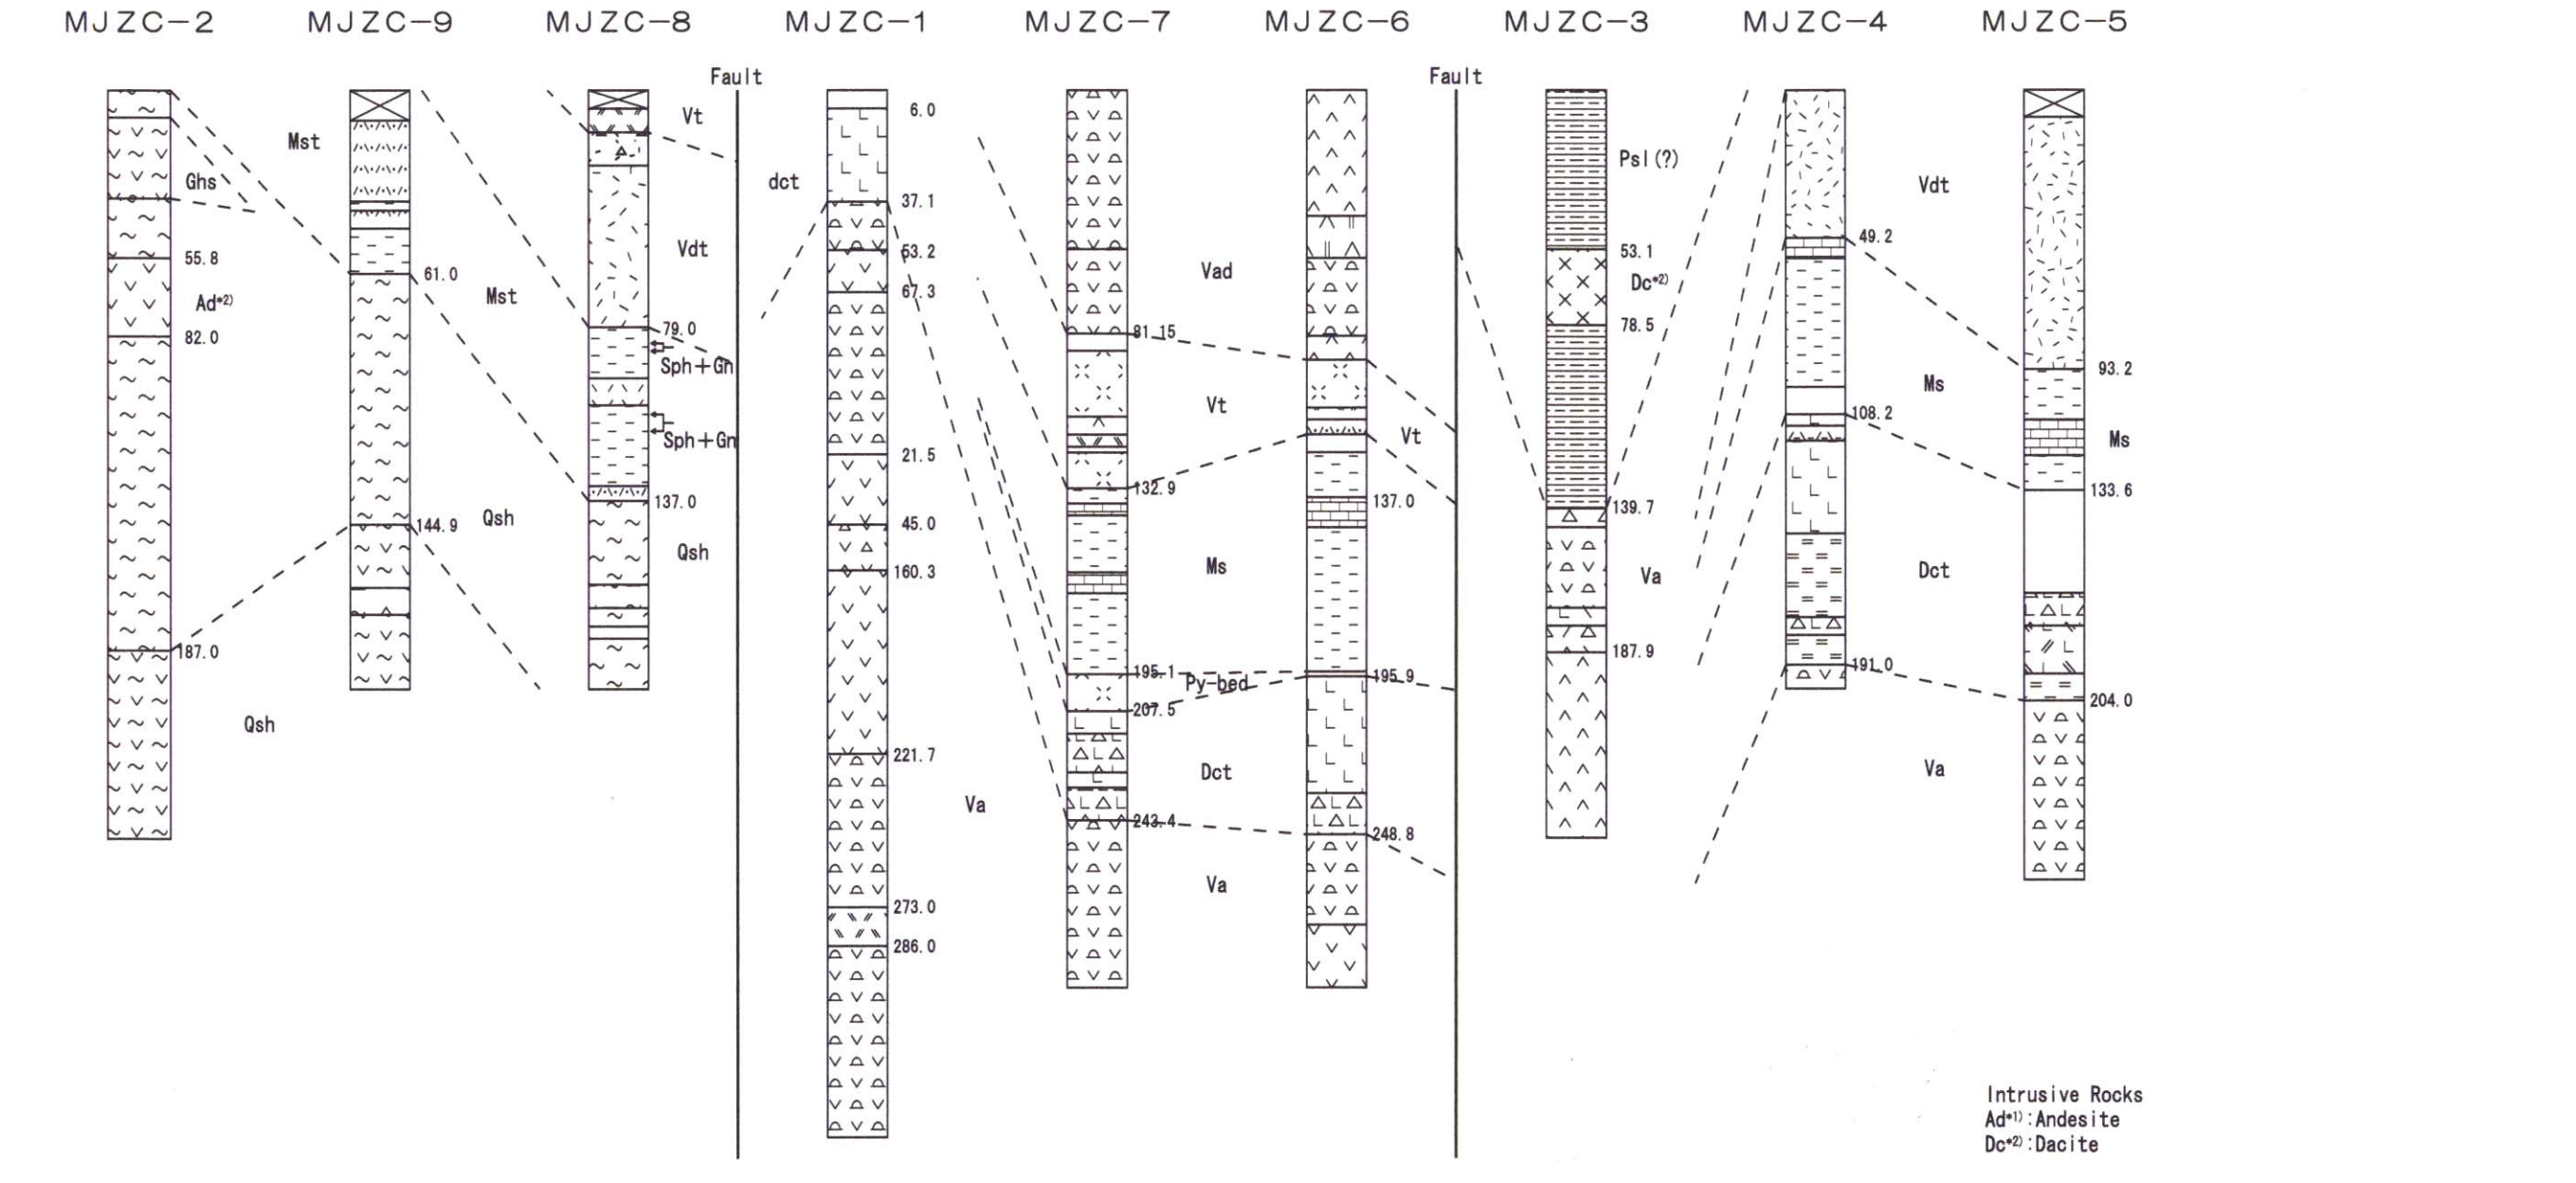 MJZC-2 MJZC-9 MJZC-8 MJZC-1 MJZC-7 MJZC-6 MJZC-3 MJZC-4 MJZC-5
Fault Fault
6.0
Vt
Mst
Psl(?)
Ghs
dct
Vdt
37.1
49.2
Vdt
53.2
53.1
55.8
Vad
61.0
Dc*2)
67.3
Mst
Ad*2)
79.0
78.5
81.15
82.0
Sph+Gn
93.2
Ms
Vt
108.2
Vt
Sph+Gn
Ms
21.5
132.9
133.6
137.0
137.0
139.7
Qsh
144.9
45.0
Qsh
Ms
160.3
Dct
Va
187.0
187.9
191.0
195.1
195.9
Py-bed
204.0
207.5
Qsh
221.7
Dct
Va
Va
243.4
248.8
Va
273.0
286.0
Intrusive Rocks
Ad*1):Andesite
Dc*2):Dacite